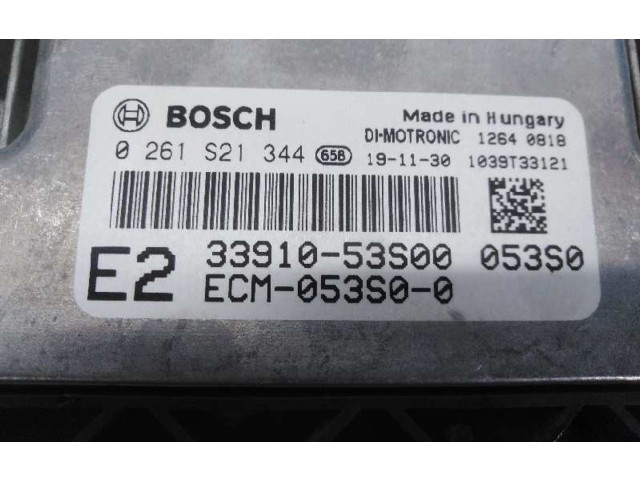 BOSCH
Made in Hungary
DI-MOTRONIC 1264 0818
0 261 S21 344 65B 19-11-30 1039T33121
E2 33910-53S00 053S0
ECM-053S0-0